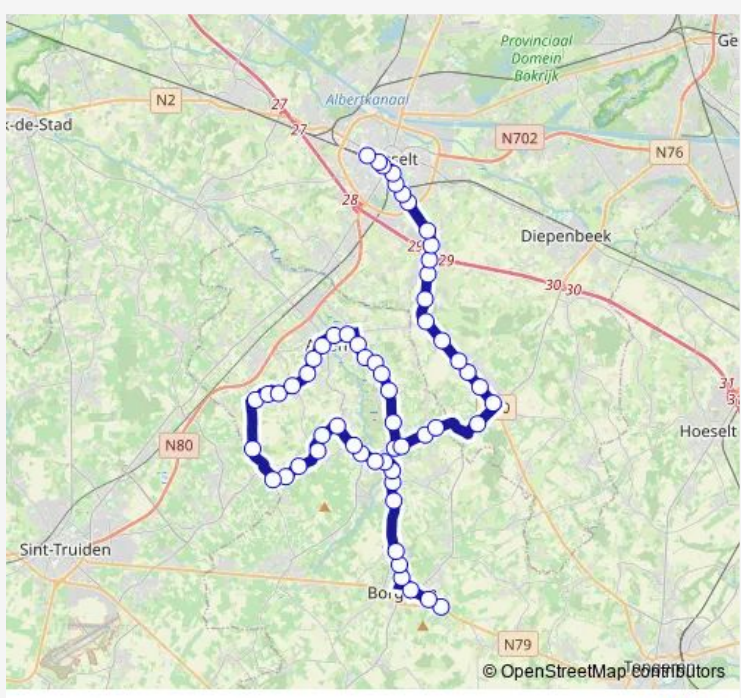 Provinciaal
Domein
Bokrijk
Ge
N2
27
Albertkanaal
27
k-de-Stad
N702
N76
selt
28
29
29
Diepenbeek
30
30
31
Hoeselt
N80
Sint-Truiden
Borg
N79
© OpenStreetMap contributors